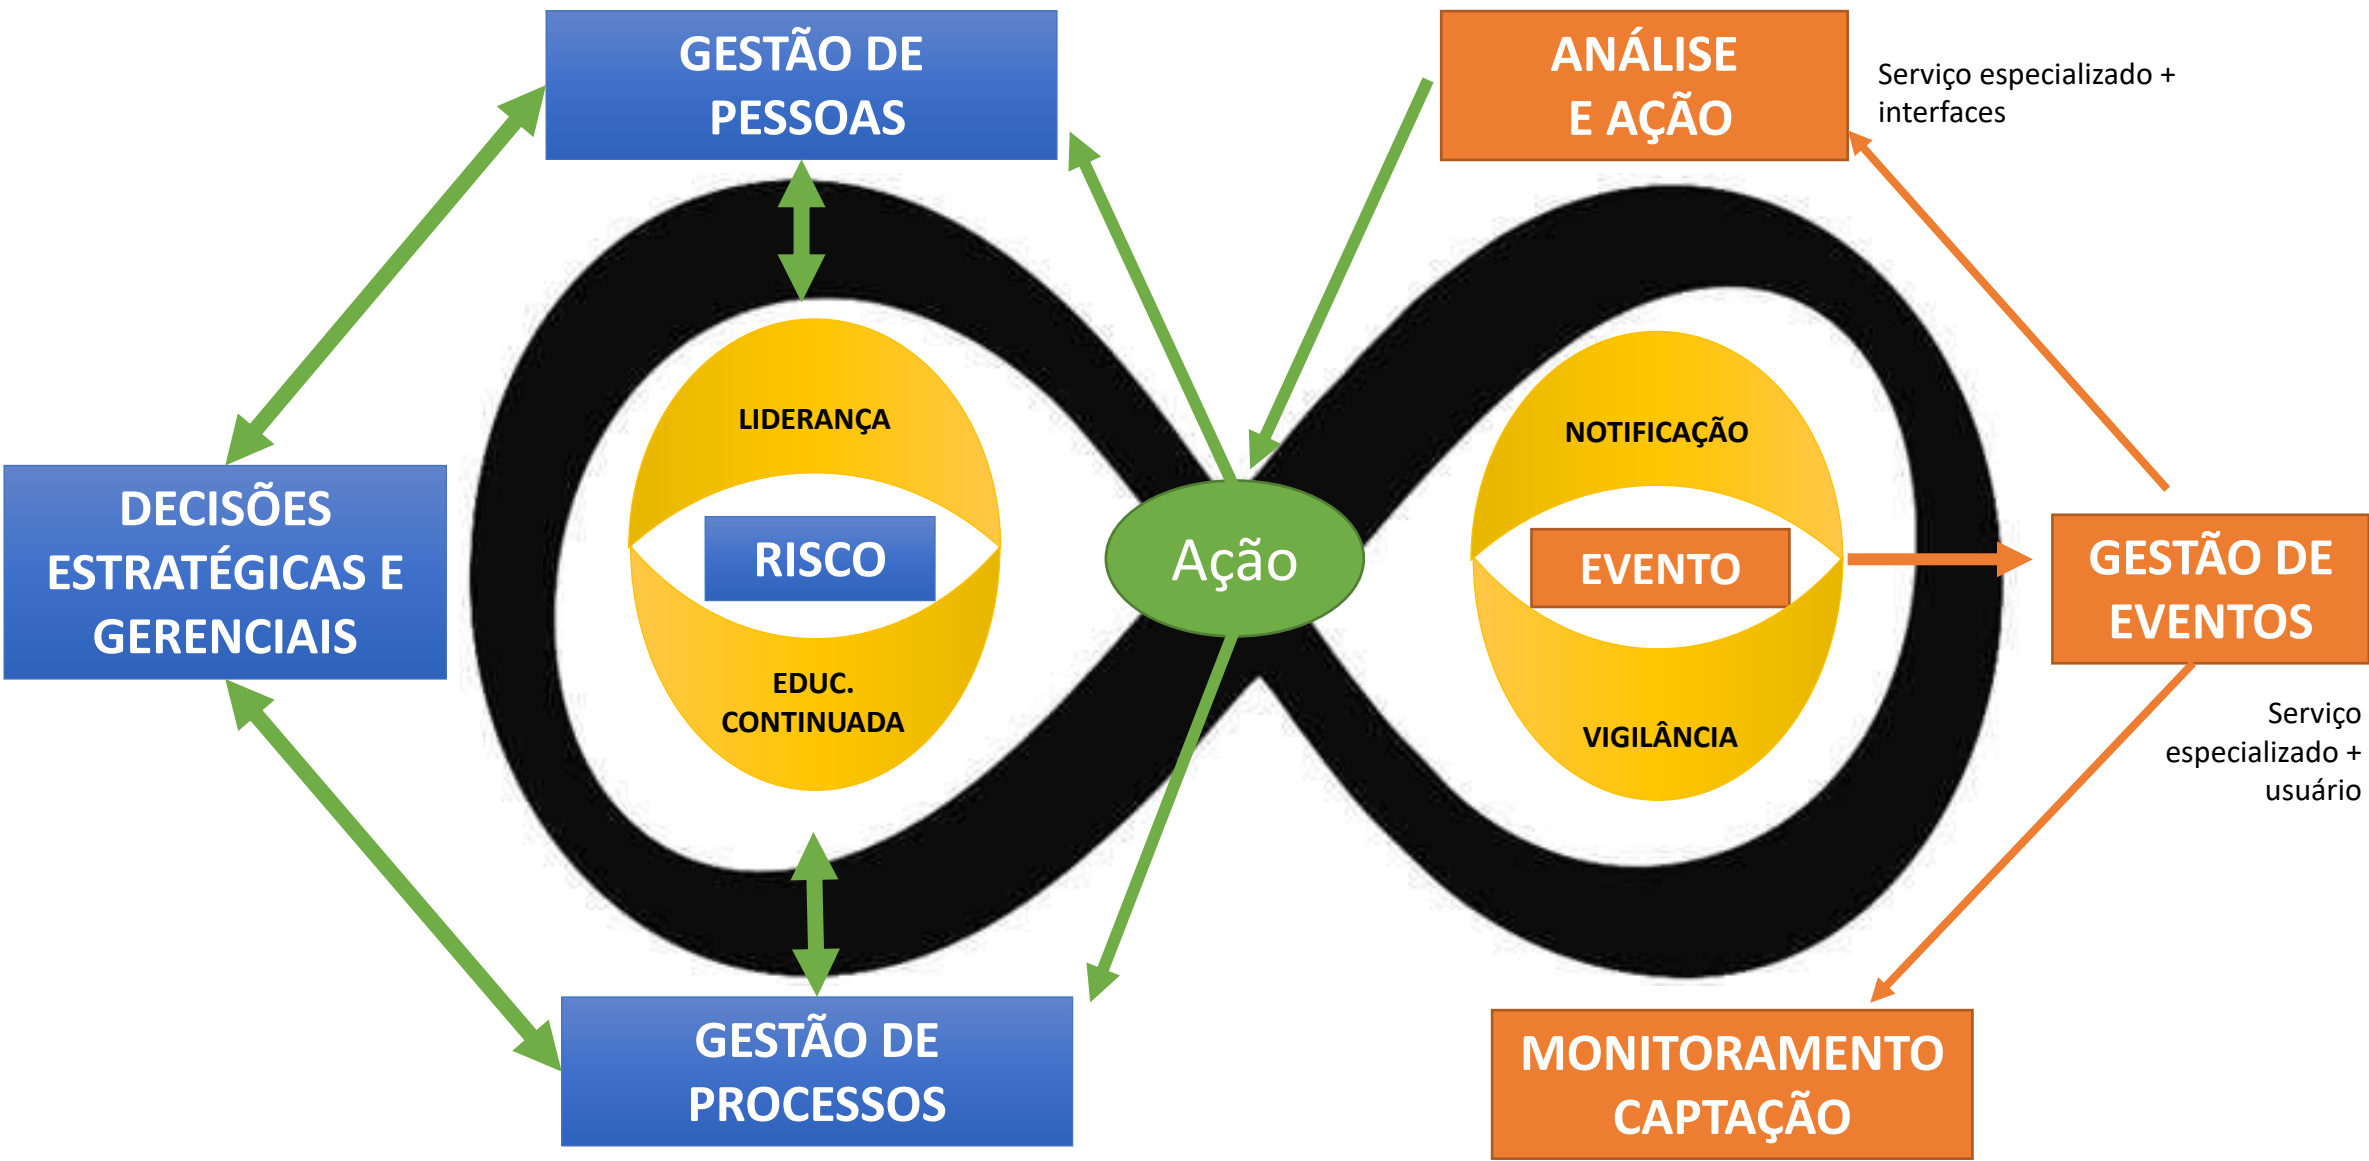 GESTÃO DE
PESSOAS
ANÁLISE
E AÇÃO
Serviço especializado +
interfaces
LIDERANÇA
NOTIFICAÇÃO
DECISÕES
ESTRATÉGICAS E
GERENCIAIS
RISCO
Ação
EVENTO
GESTÃO DE
EVENTOS
EDUC.
CONTINUADA
VIGILÂNCIA
Serviço
especializado +
usuário
GESTÃO DE
PROCESSOS
MONITORAMENTO
CAPTAÇÃO